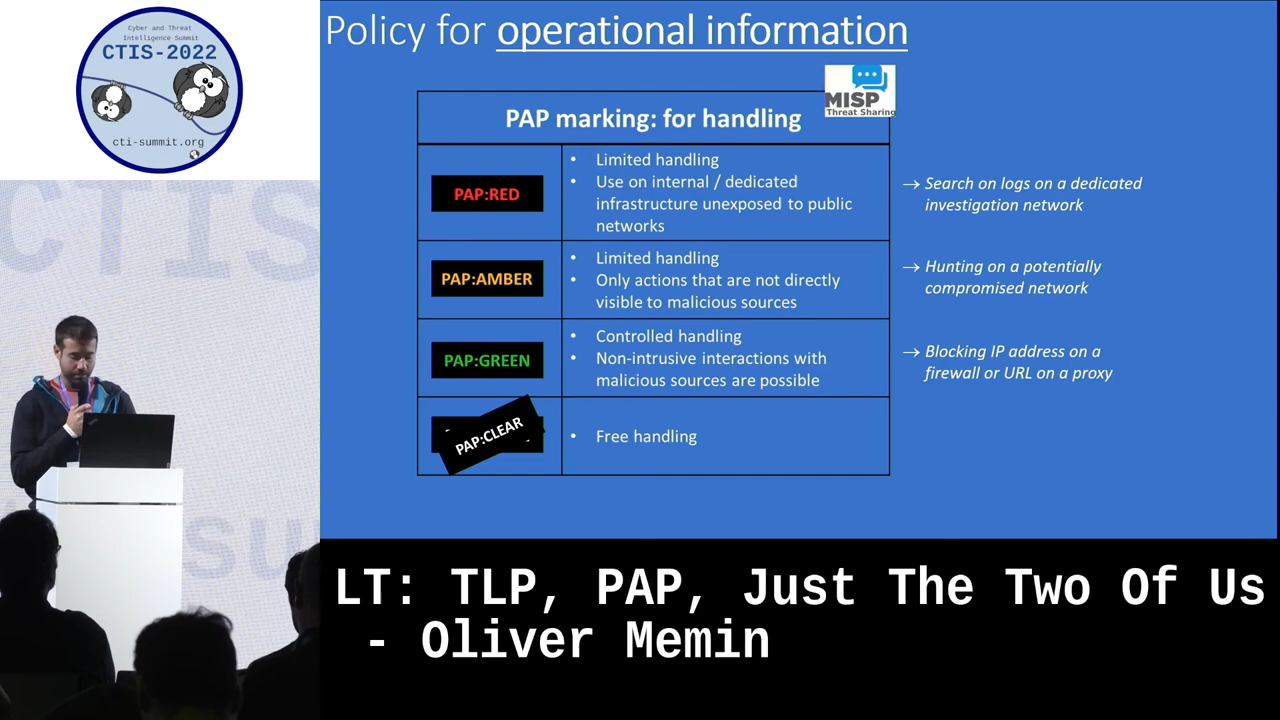 Cyber and Threat
Intelligence Summit
CTIS-2022
cti-summit.org
Policy for operational information
MISP
Threat Sharing
PAP marking: for handling
PAP:RED
• Limited handling
• Use on internal / dedicated
infrastructure unexposed to public
networks
→ Search on logs on a dedicated
investigation network
PAP:AMBER
• Limited handling
• Only actions that are not directly
visible to malicious sources
→ Hunting on a potentially
compromised network
PAP:GREEN
• Controlled handling
• Non-intrusive interactions with
malicious sources are possible
→ Blocking IP address on a
firewall or URL on a proxy
PAP:CLEAR
• Free handling
LT: TLP, PAP, Just The Two Of Us
- Oliver Memin